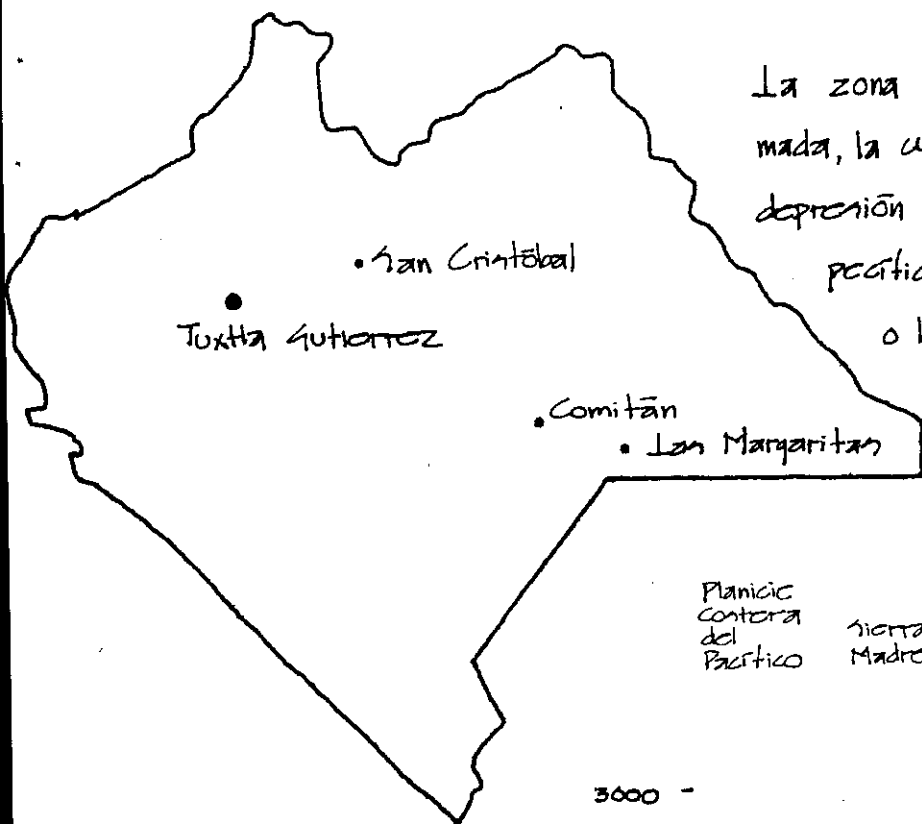 La zona
mada, la
depresión
o
San Cristóbal
Tuxtla Gutierrez
Comitán
Las Margaritas
Planicie
Costera
del
Pacífico
Sierra
Madre
3000 -